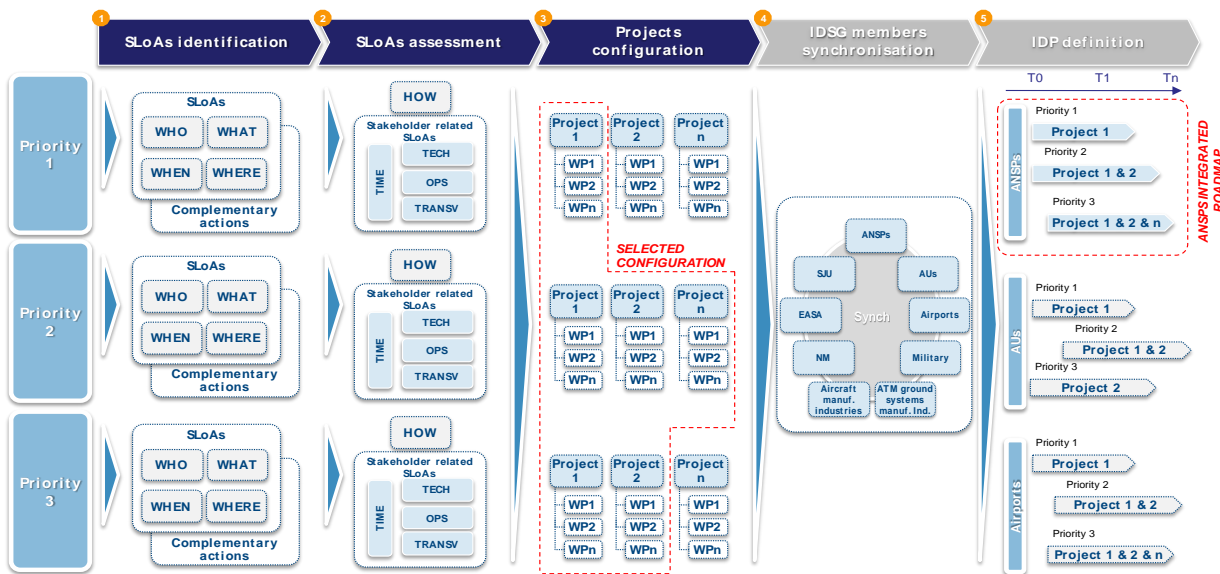 1
SLoAs identification
2
SLoAs assessment
3
Projects
configuration
4
IDSG members
synchronisation
5
IDP definition
Priority
1
SLoAs
WHO
WHAT
WHEN
WHERE
Complementary
actions
HOW
Stakeholder related
SLoAs
TIME
TECH
OPS
TRANSV
Project
1
WP1
WP2
WPn
Project
2
WP1
WP2
WPn
Project
n
WP1
WP2
WPn
Priority
2
SLoAs
WHO
WHAT
WHEN
WHERE
Complementary
actions
HOW
Stakeholder related
SLoAs
TIME
TECH
OPS
TRANSV
SELECTED
CONFIGURATION
Project
1
WP1
WP2
WPn
Project
2
WP1
WP2
WPn
Project
n
WP1
WP2
WPn
Priority
3
SLoAs
WHO
WHAT
WHEN
WHERE
Complementary
actions
HOW
Stakeholder related
SLoAs
TIME
TECH
OPS
TRANSV
Project
1
WP1
WP2
WPn
Project
2
WP1
WP2
WPn
Project
n
WP1
WP2
WPn
ANSPs
SJU
AUs
EASA
Synch
Airports
NM
Military
Aircraft
manuf.
industries
ATM ground
systems
manuf. Ind.
T0
T1
Tn
ANSPs
Priority 1
Project 1
Priority 2
Project 1 & 2
Priority 3
Project 1 & 2 & n
ANSPS INTEGRATED
ROADMAP
AUs
Priority 1
Project 1
Priority 2
Project 1 & 2
Priority 3
Project 2
Airports
Priority 1
Project 1
Priority 2
Project 1 & 2
Priority 3
Project 1 & 2 & n